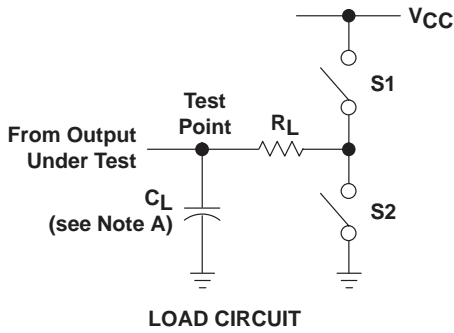 VCC
S1
Test
Point
RL
From Output
Under Test
CL
(see Note A)
S2
LOAD CIRCUIT